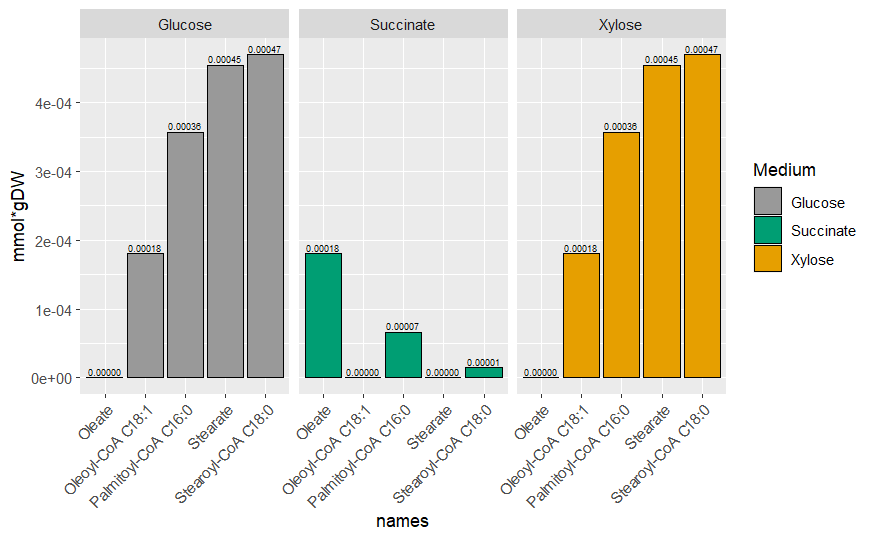 Glucose
Succinate
Xylose
mmol*gDW
4e-04
3e-04
2e-04
1e-04
0e+00
0.00000
0.00018
0.00036
0.00045
0.00047
0.00018
0.00000
0.00007
0.00000
0.00001
0.00000
0.00018
0.00036
0.00045
0.00047
Oleate
Oleoyl-CoA C18:1
Palmitoyl-CoA C16:0
Stearate
Stearoyl-CoA C18:0
Oleate
Oleoyl-CoA C18:1
Palmitoyl-CoA C16:0
Stearate
Stearoyl-CoA C18:0
Oleate
Oleoyl-CoA C18:1
Palmitoyl-CoA C16:0
Stearate
Stearoyl-CoA C18:0
names
Medium
Glucose
Succinate
Xylose